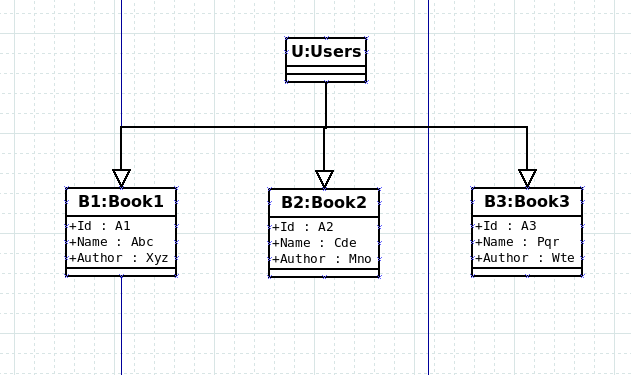 U:Users
B1:Book1
+Id : A1
+Name : Abc
+Author : Xyz
B2:Book2
+Id : A2
+Name : Cde
+Author : Mno
B3:Book3
+Id : A3
+Name : Pqr
+Author : Wte